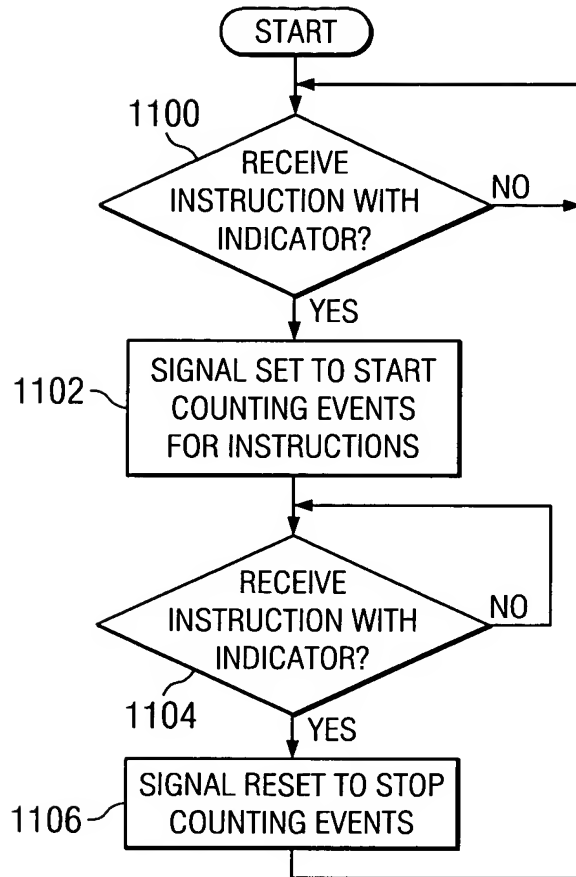 START
1100
RECEIVE
INSTRUCTION WITH
INDICATOR?
NO
YES
1102
SIGNAL SET TO START
COUNTING EVENTS
FOR INSTRUCTIONS
RECEIVE
INSTRUCTION WITH
INDICATOR?
NO
1104
YES
1106
SIGNAL RESET TO STOP
COUNTING EVENTS